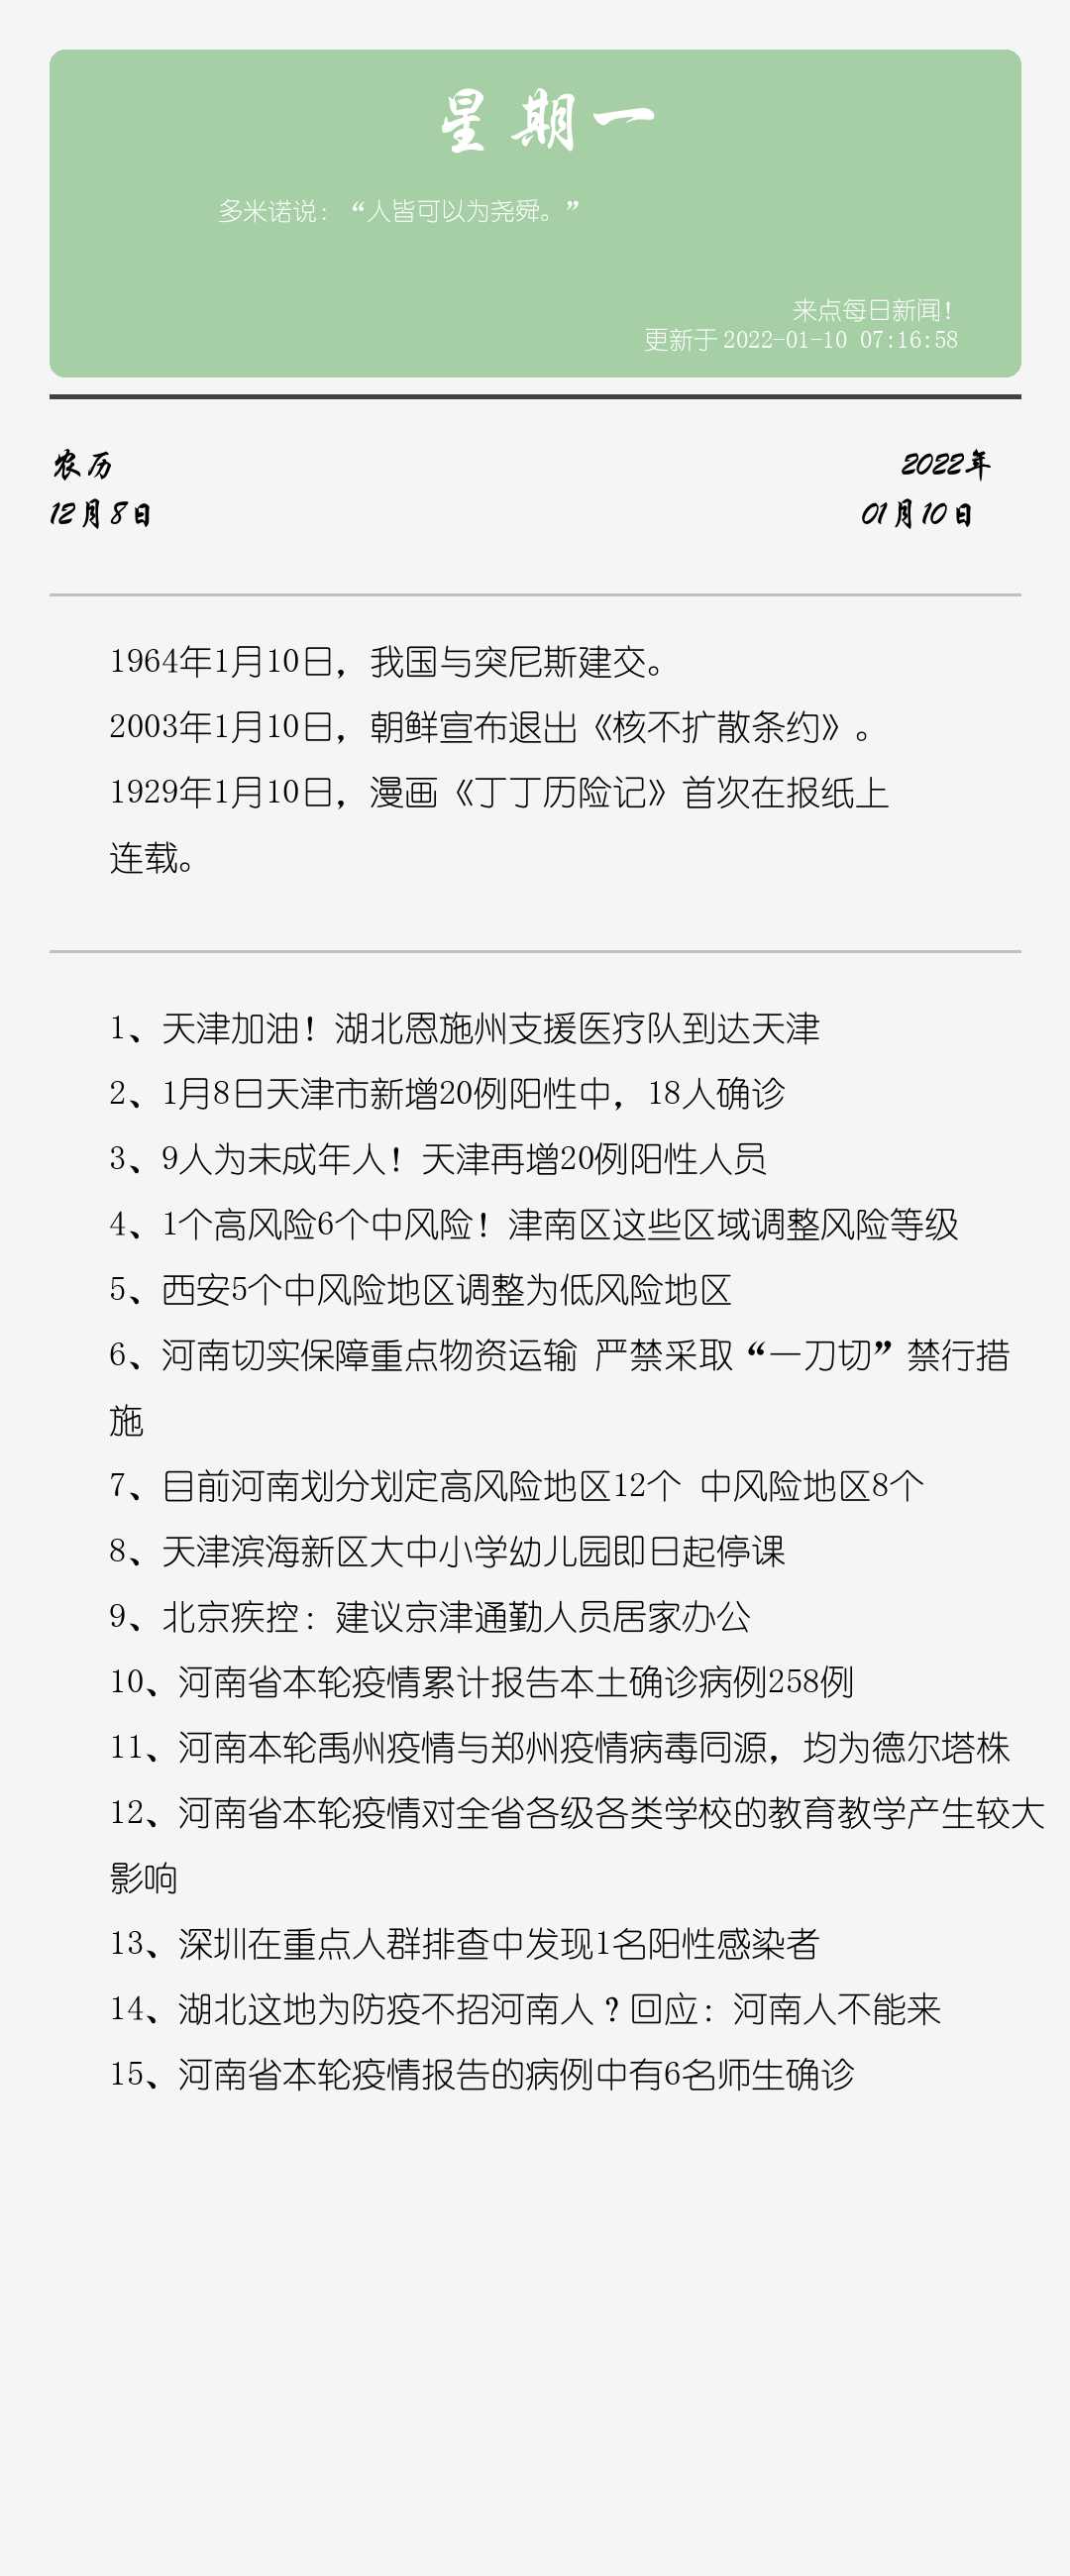 星期一
多米诺说：“人皆可以为尧舜。”
来点每日新闻！
更新于2022-01-10 07:16:58
农历
2022年
12月8日
01月10日
1964年1月10日，我国与突尼斯建交。
2003年1月10日，朝鲜宣布退出《核不扩散条约》。
1929年1月10日，漫画《丁丁历险记》首次在报纸上
连载。
1、天津加油！湖北恩施州支援医疗队到达天津
2、1月8日天津市新增20例阳性中，18人确诊
3、9人为未成年人！天津再增20例阳性人员
4、1个高风险6个中风险！津南区这些区域调整风险等级
5、西安5个中风险地区调整为低风险地区
6、河南切实保障重点物资运输 严禁采取“一刀切”禁行措
施
7、目前河南划分划定高风险地区12个 中风险地区8个
8、天津滨海新区大中小学幼儿园即日起停课
9、北京疾控：建议京津通勤人员居家办公
10、河南省本轮疫情累计报告本土确诊病例258例
11、河南本轮禹州疫情与郑州疫情病毒同源，均为德尔塔株
12、河南省本轮疫情对全省各级各类学校的教育教学产生较大
影响
13、深圳在重点人群排查中发现1名阳性感染者
14、湖北这地为防疫不招河南人？回应：河南人不能来
15、河南省本轮疫情报告的病例中有6名师生确诊